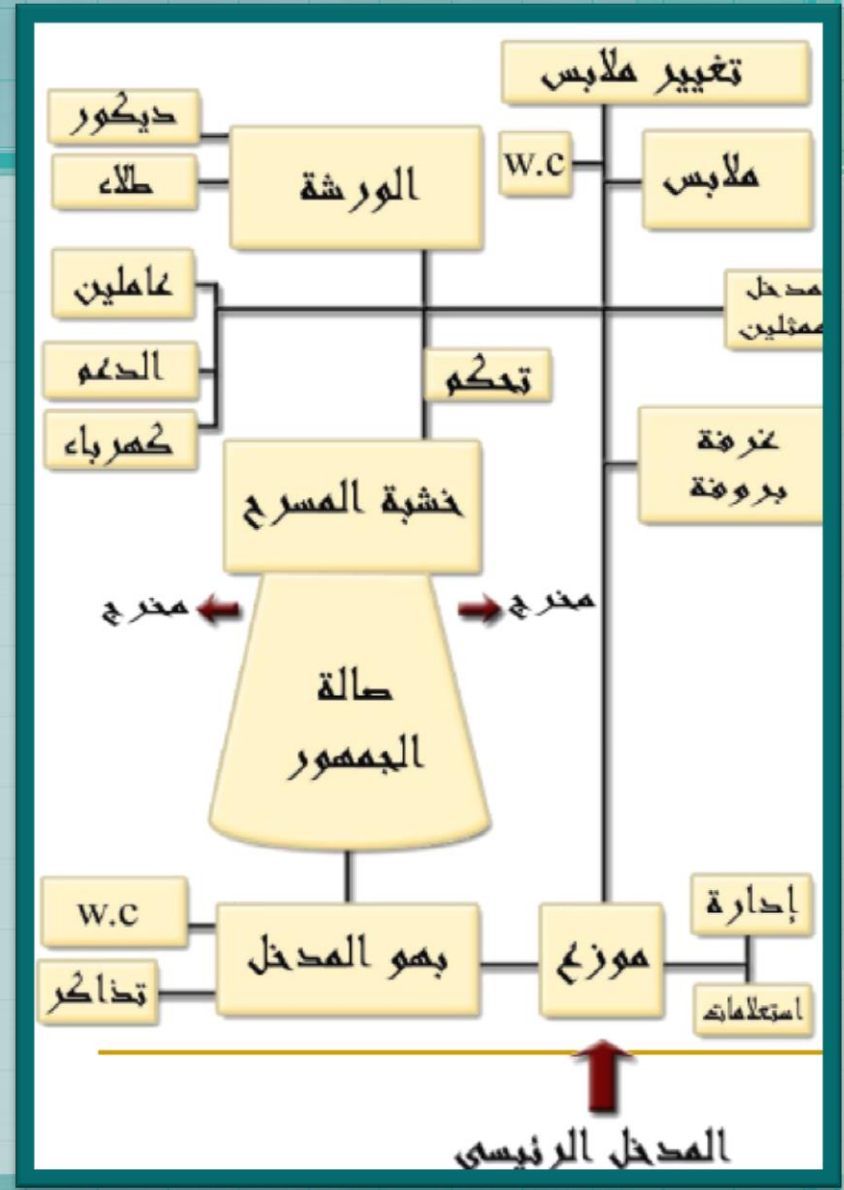 تغيير ملابس
ديكور
w.c
ملابس
الورشة
طلاء
عاملين
مدخل
ممثلين
الدعم
تحكم
كهرباء
غرفة
بروفة
خشبة المسرح
مخرج
مخرج
صالة
الجمهور
إدارة
w.c
بهو المدخل
موزع
تذاكر
استعلامات
المدخل الرئيسى